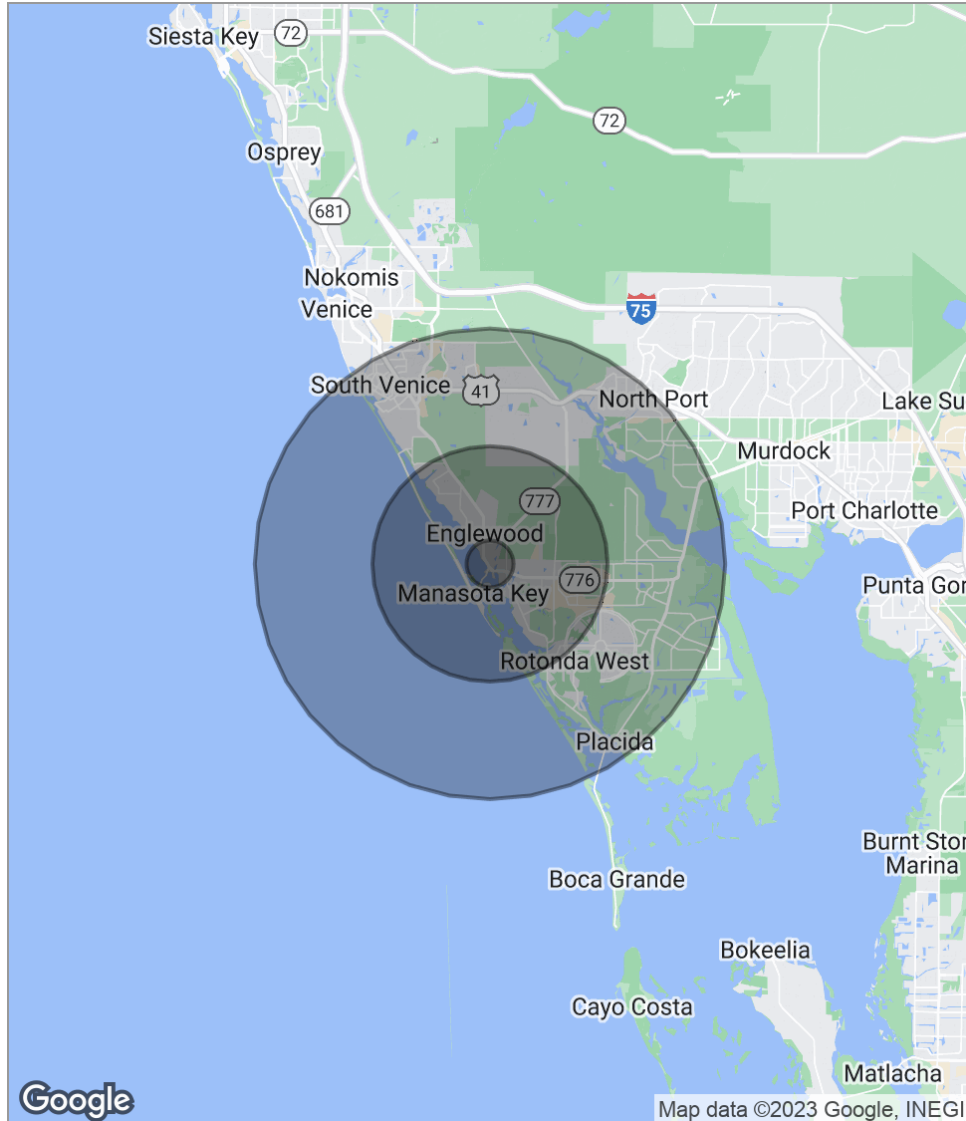 Siesta Key
72
72
Osprey
681
Nokomis
Venice
75
South Venice
41
North Port
Lake Su
Murdock
777
Port Charlotte
Englewood
776
Punta Gor
Manasota Key
Rotonda West
Placida
Burnt Stor
Marina
Boca Grande
Bokeelia
Cayo Costa
Matlacha
Google
Map data ©2023 Google, INEGI